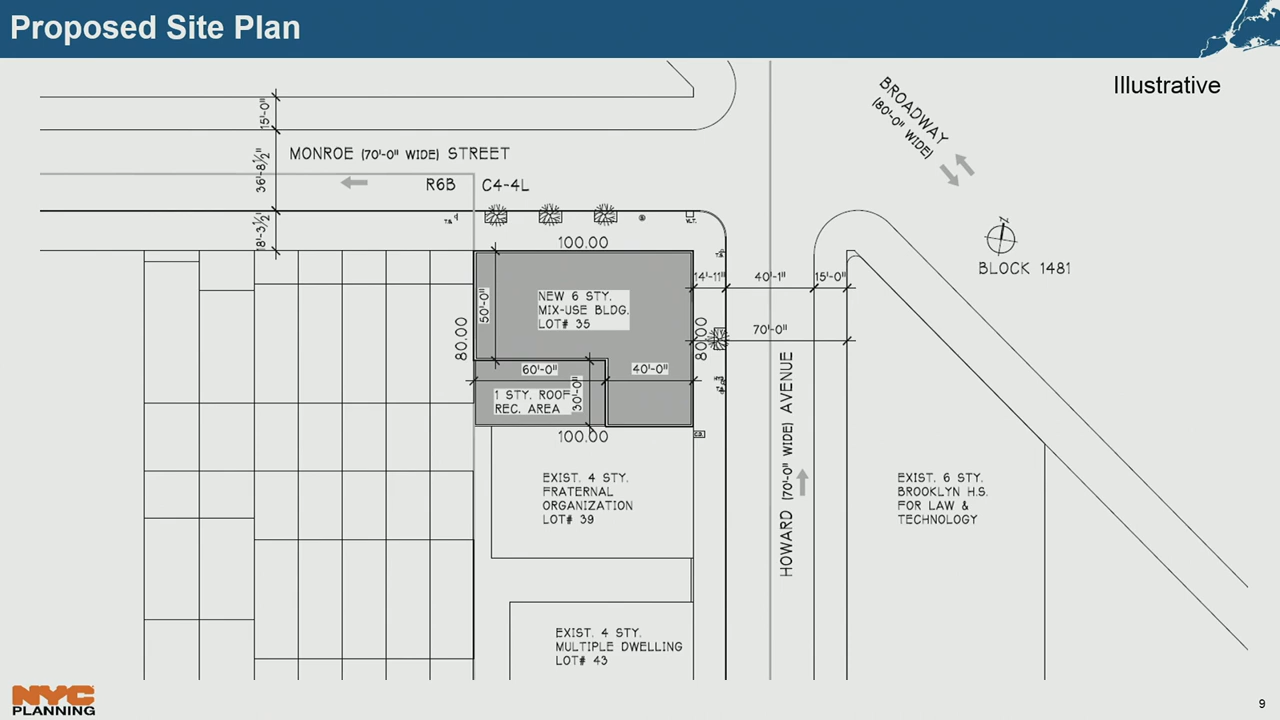 Proposed Site Plan
Illustrative
BROADWAY
(80'-0" WIDE)
15'-0"
MONROE (70'-0" WIDE) STREET
36'-8½"
R6B
C4-4L
18'-3½"
100.00
BLOCK 1481
14'-11"
40'-1"
15'-0"
NEW 6 STY.
MIX-USE BLDG.
LOT# 35
50'-0"
80.00
80.00
70'-0"
60'-0"
40'-0"
1 STY. ROOF
REC. AREA
30'-0"
100.00
HOWARD (70'-0" WIDE) AVENUE
EXIST. 4 STY.
FRATERNAL
ORGANIZATION
LOT# 39
EXIST. 6 STY.
BROOKLYN H.S.
FOR LAW &
TECHNOLOGY
EXIST. 4 STY.
MULTIPLE DWELLING
LOT# 43
NYC
PLANNING
9